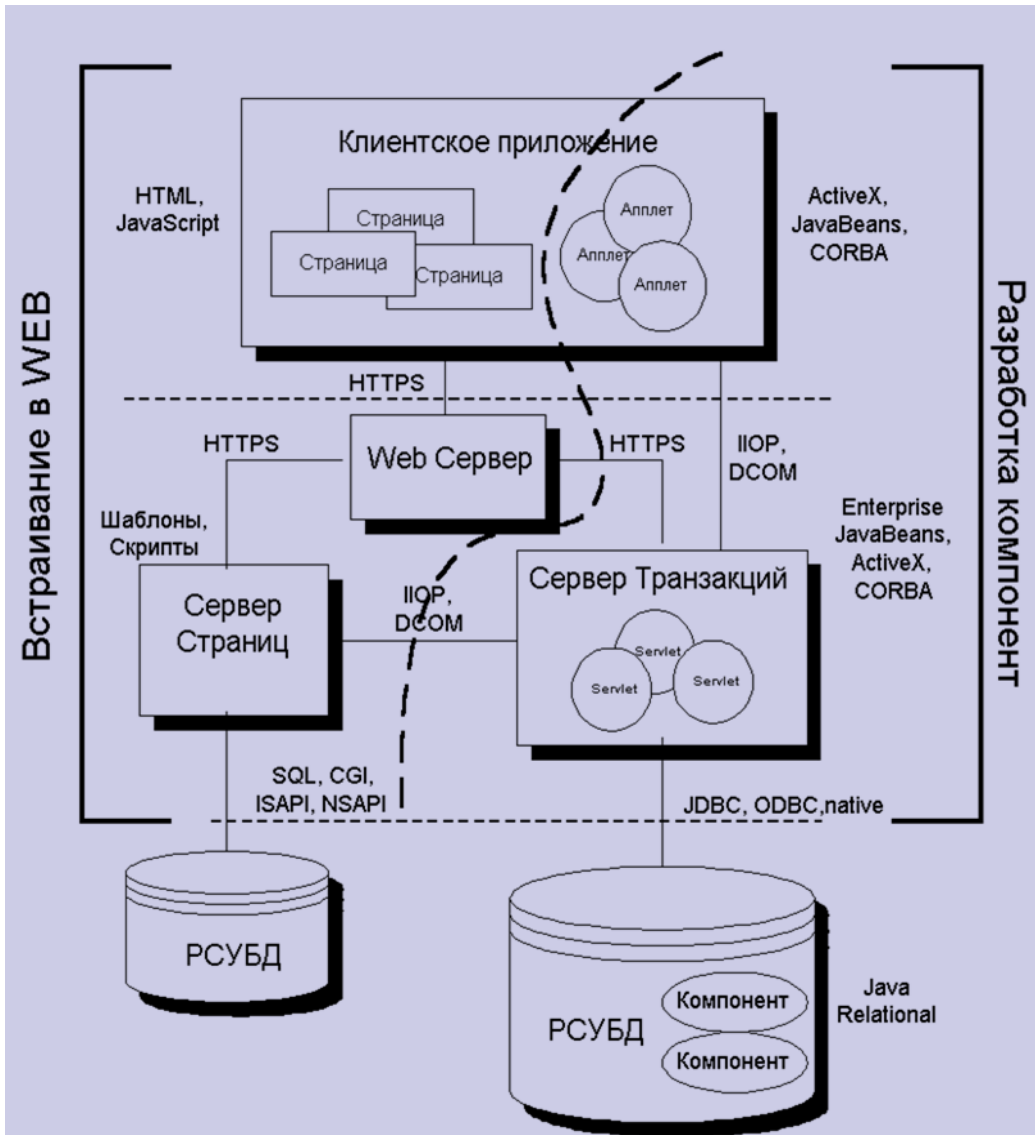 Клиентское приложение
HTML,
JavaScript
Страница
Страница
Страница
Апплет
Апплет
Апплет
ActiveX,
JavaBeans,
CORBA
Встраивание в WEB
Разработка компонент
HTTPS
HTTPS
Web Сервер
HTTPS
IIOP,
DCOM
Шаблоны,
Скрипты
Сервер
Страниц
IIOP,
DCOM
Сервер Транзакций
Servlet
Servlet
Servlet
Enterprise
JavaBeans,
ActiveX,
CORBA
SQL, CGI,
ISAPI, NSAPI
JDBC, ODBC,native
РСУБД
РСУБД
Компонент
Компонент
Java
Relational